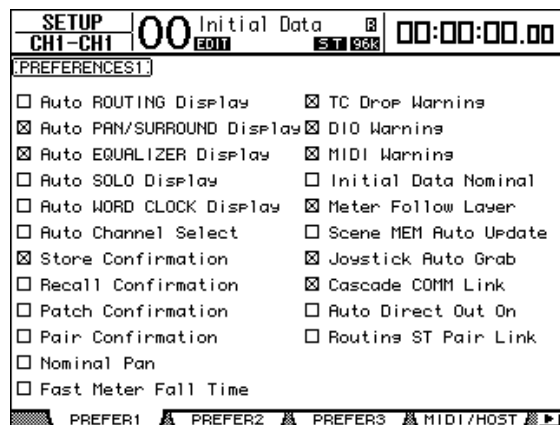 SETUP
CH1-CH1
00 Initial Data R
EDIT ST 96k
00:00:00.00
PREFERENCES1
Auto ROUTING Display
Auto PAN/SURROUND Display
Auto EQUALIZER Display
Auto SOLO Display
Auto WORD CLOCK Display
Auto Channel Select
Store Confirmation
Recall Confirmation
Patch Confirmation
Pair Confirmation
Nominal Pan
Fast Meter Fall Time
TC Drop Warning
DIO Warning
MIDI Warning
Initial Data Nominal
Meter Follow Layer
Scene MEM Auto Update
Joystick Auto Grab
Cascade COMM Link
Auto Direct Out On
Routing ST Pair Link
PREFER1 PREFER2 PREFER3 MIDI/HOST